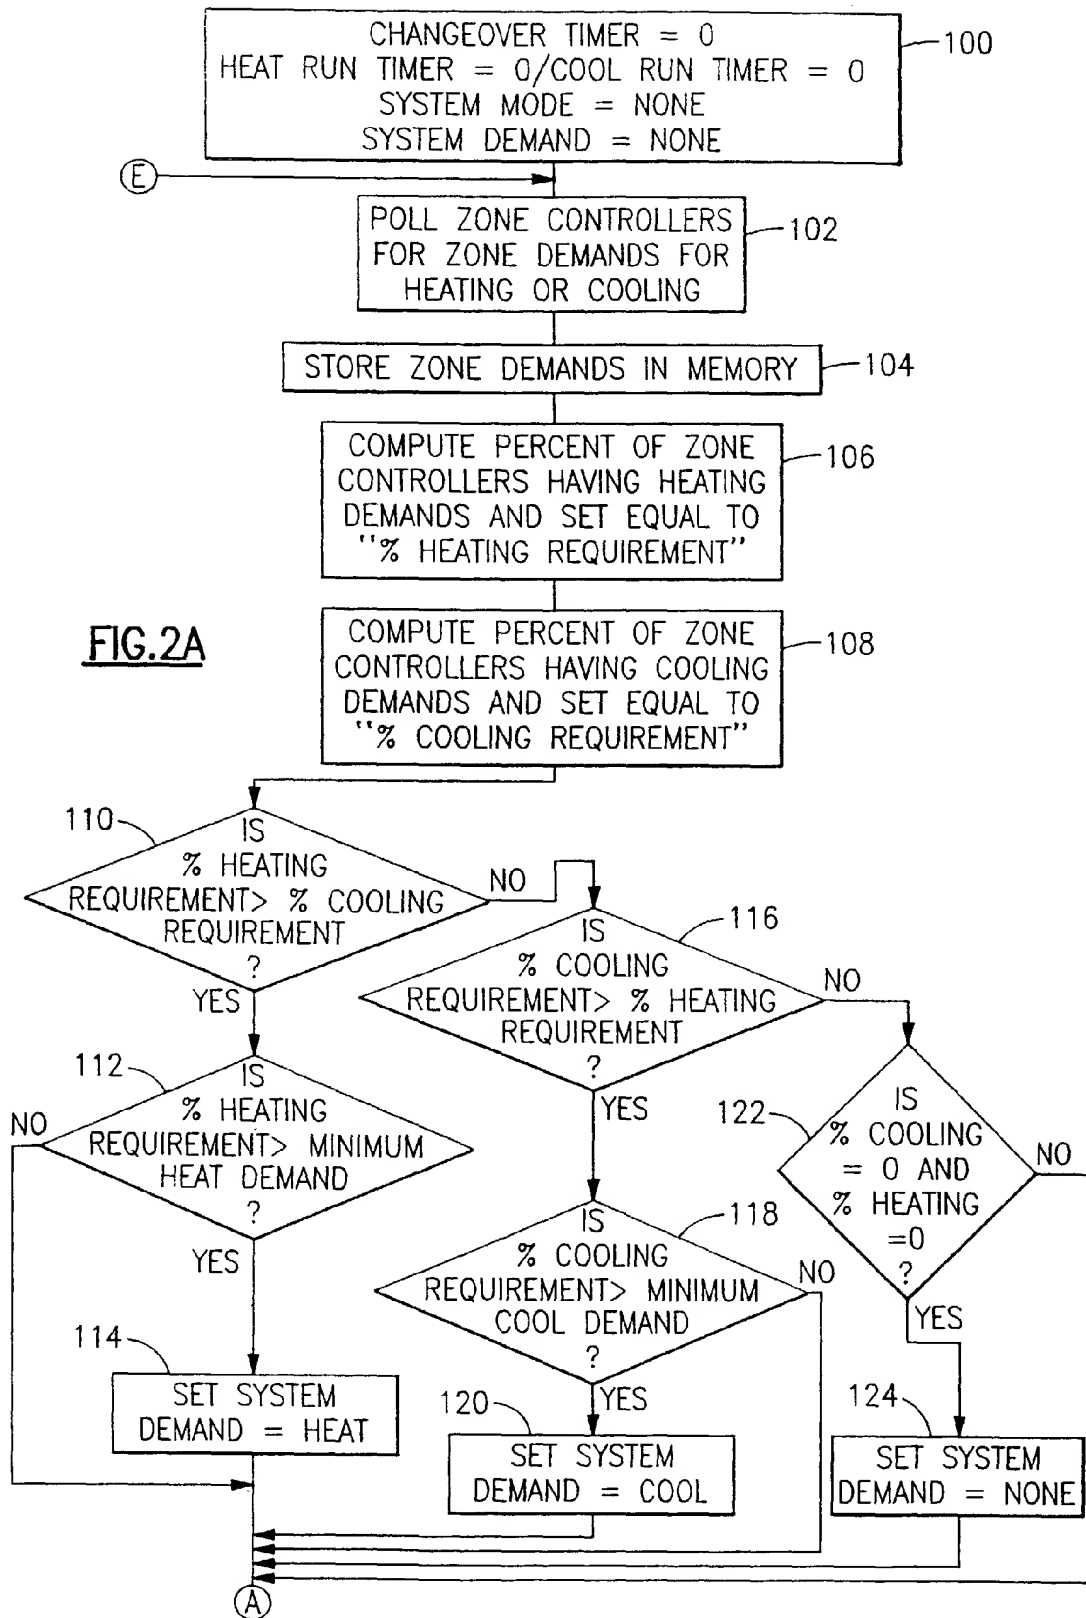 CHANGEOVER TIMER = 0
HEAT RUN TIMER = 0/COOL RUN TIMER = 0
SYSTEM MODE = NONE
SYSTEM DEMAND = NONE
100
E
POLL ZONE CONTROLLERS
FOR ZONE DEMANDS FOR
HEATING OR COOLING
102
STORE ZONE DEMANDS IN MEMORY
104
COMPUTE PERCENT OF ZONE
CONTROLLERS HAVING HEATING
DEMANDS AND SET EQUAL TO
"% HEATING REQUIREMENT"
106
FIG.2A
COMPUTE PERCENT OF ZONE
CONTROLLERS HAVING COOLING
DEMANDS AND SET EQUAL TO
"% COOLING REQUIREMENT"
108
110
IS
% HEATING
REQUIREMENT> % COOLING
REQUIREMENT
?
NO
YES
116
IS
% COOLING
REQUIREMENT> % HEATING
REQUIREMENT
?
NO
YES
112
IS
% HEATING
REQUIREMENT> MINIMUM
HEAT DEMAND
?
NO
YES
122
IS
% COOLING
= 0 AND
% HEATING
=0
?
NO
YES
118
IS
% COOLING
REQUIREMENT> MINIMUM
COOL DEMAND
?
NO
YES
114
SET SYSTEM
DEMAND = HEAT
120
SET SYSTEM
DEMAND = COOL
124
SET SYSTEM
DEMAND = NONE
A